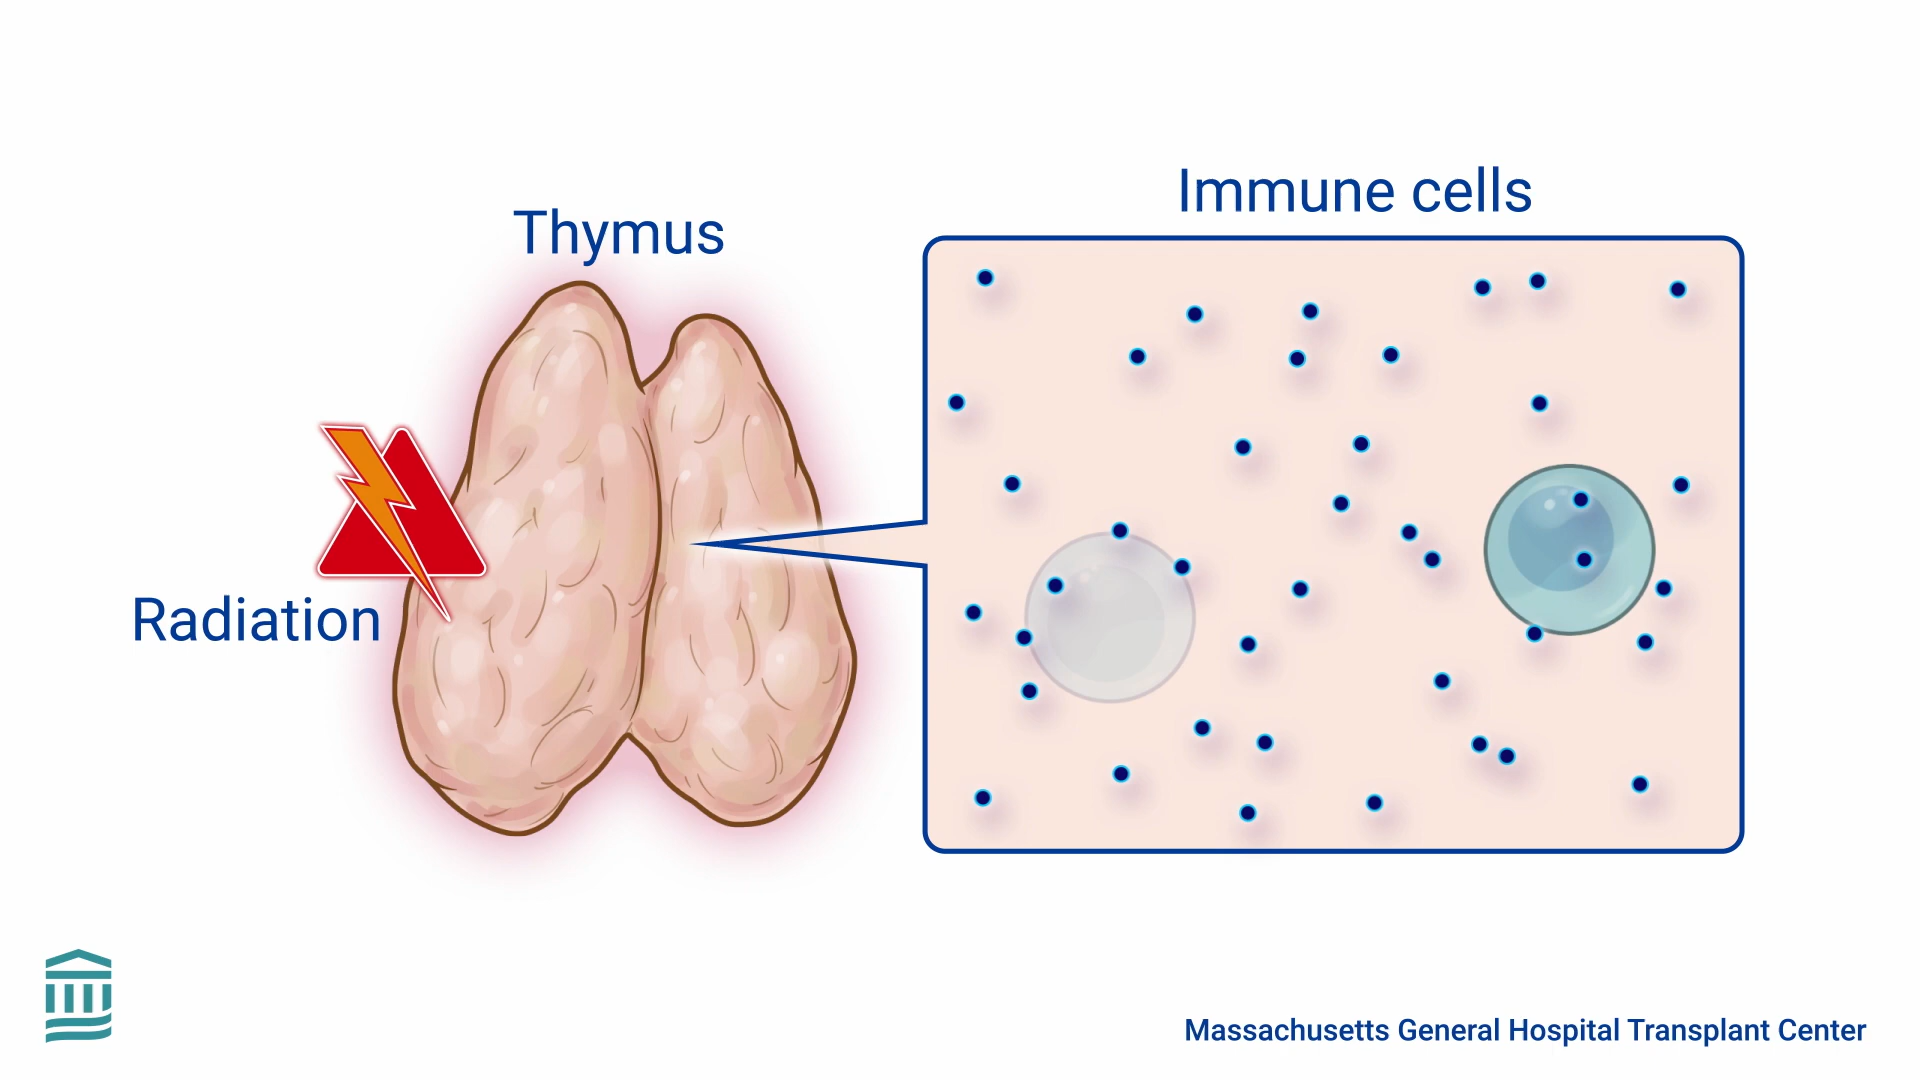 Immune cells
Thymus
Radiation
Massachusetts General Hospital Transplant Center